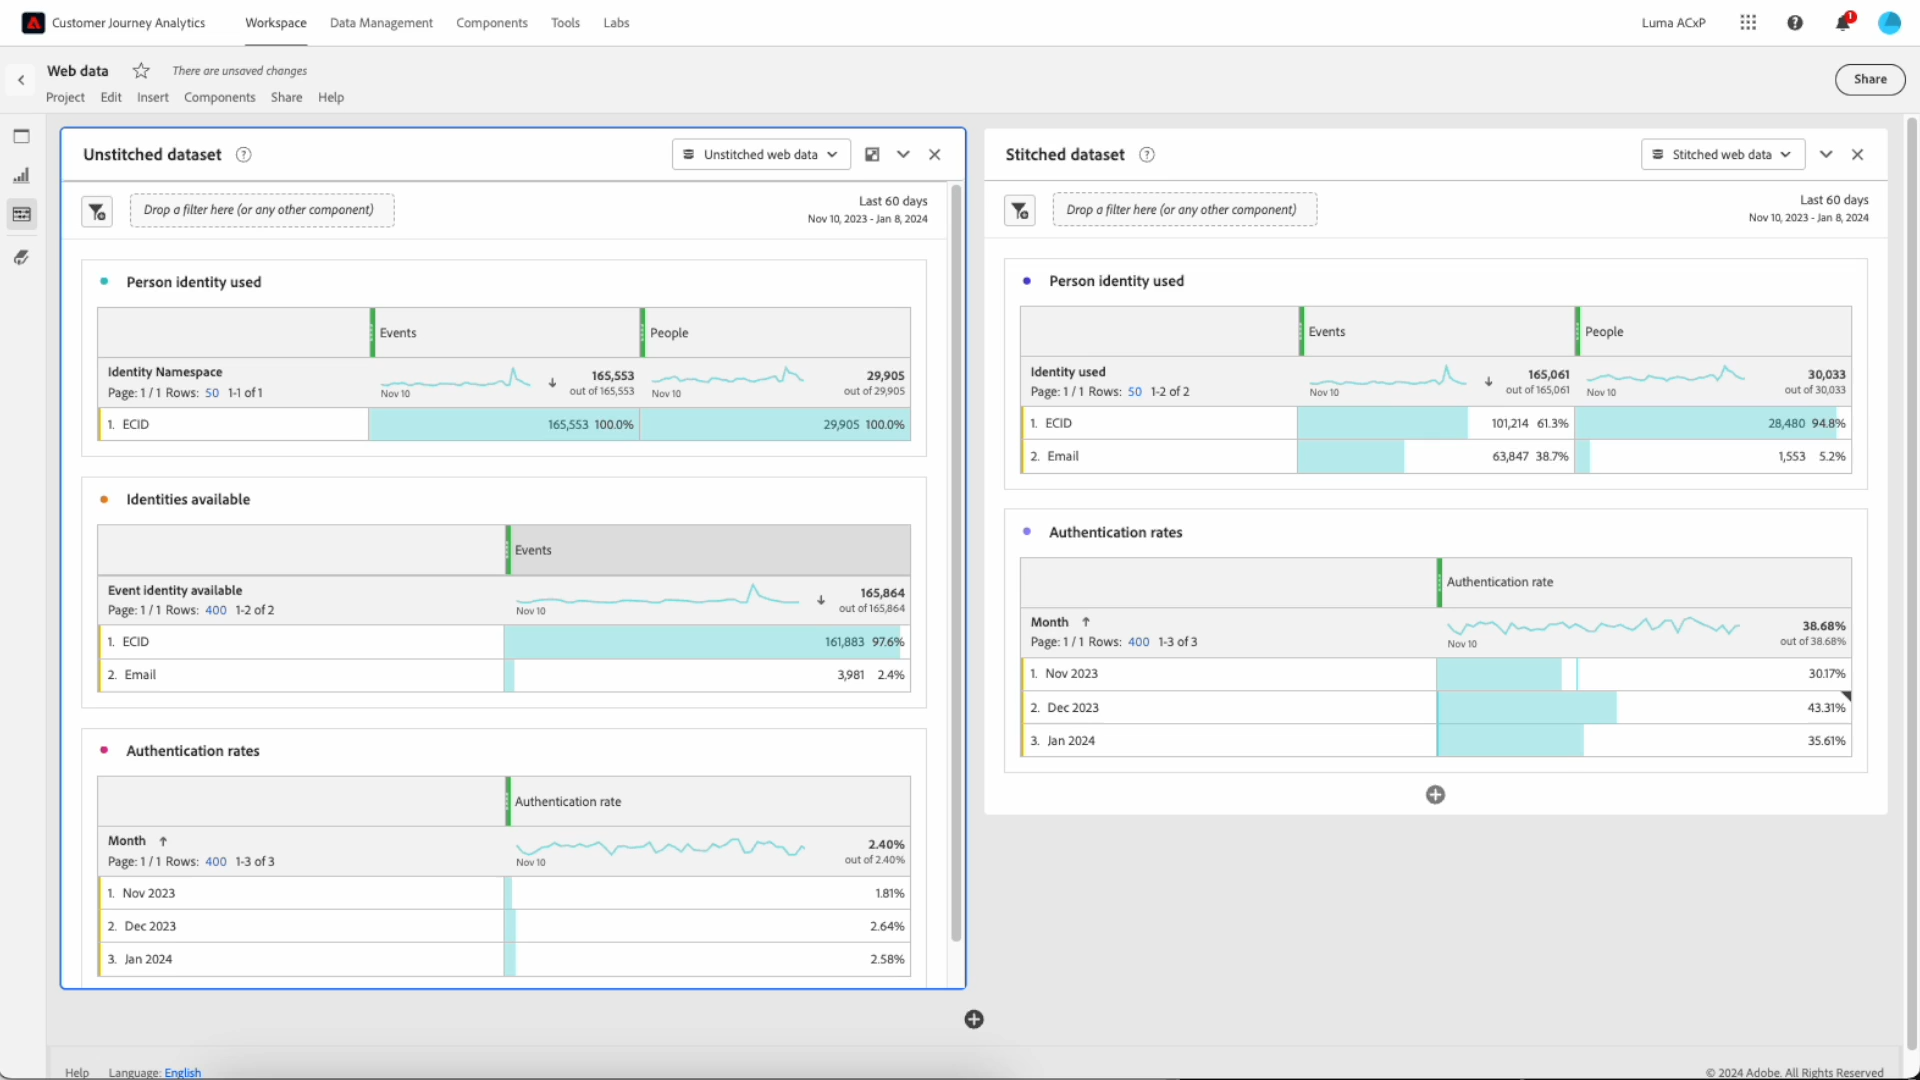 Customer Journey Analytics Workspace Data Management Components Tools Labs Luma ACxP 1
Web data There are unsaved changes
Project Edit Insert Components Share Help
Share
Unstitched dataset ? Unstitched web data
Drop a filter here (or any other component)
Last 60 days
Nov 10, 2023 - Jan 8, 2024
Person identity used
Events People
Identity Namespace
Page: 1 / 1 Rows: 50 1-1 of 1
Nov 10
↓ 165,553
out of 165,553
Nov 10
29,905
out of 29,905
1. ECID 165,553 100.0% 29,905 100.0%
Identities available
Events
Event identity available
Page: 1 / 1 Rows: 400 1-2 of 2
Nov 10
↓ 165,864
out of 165,864
1. ECID 161,883 97.6%
2. Email 3,981 2.4%
Authentication rates
Authentication rate
Month ↑
Page: 1 / 1 Rows: 400 1-3 of 3
Nov 10
2.40%
out of 2.40%
1. Nov 2023 1.81%
2. Dec 2023 2.64%
3. Jan 2024 2.58%
Stitched dataset ? Stitched web data
Drop a filter here (or any other component)
Last 60 days
Nov 10, 2023 - Jan 8, 2024
Person identity used
Events People
Identity used
Page: 1 / 1 Rows: 50 1-2 of 2
Nov 10
↓ 165,061
out of 165,061
Nov 10
30,033
out of 30,033
1. ECID 101,214 61.3% 28,480 94.8%
2. Email 63,847 38.7% 1,553 5.2%
Authentication rates
Authentication rate
Month ↑
Page: 1 / 1 Rows: 400 1-3 of 3
Nov 10
38.68%
out of 38.68%
1. Nov 2023 30.17%
2. Dec 2023 43.31%
3. Jan 2024 35.61%
Help Language: English
© 2024 Adobe. All Rights Reserved